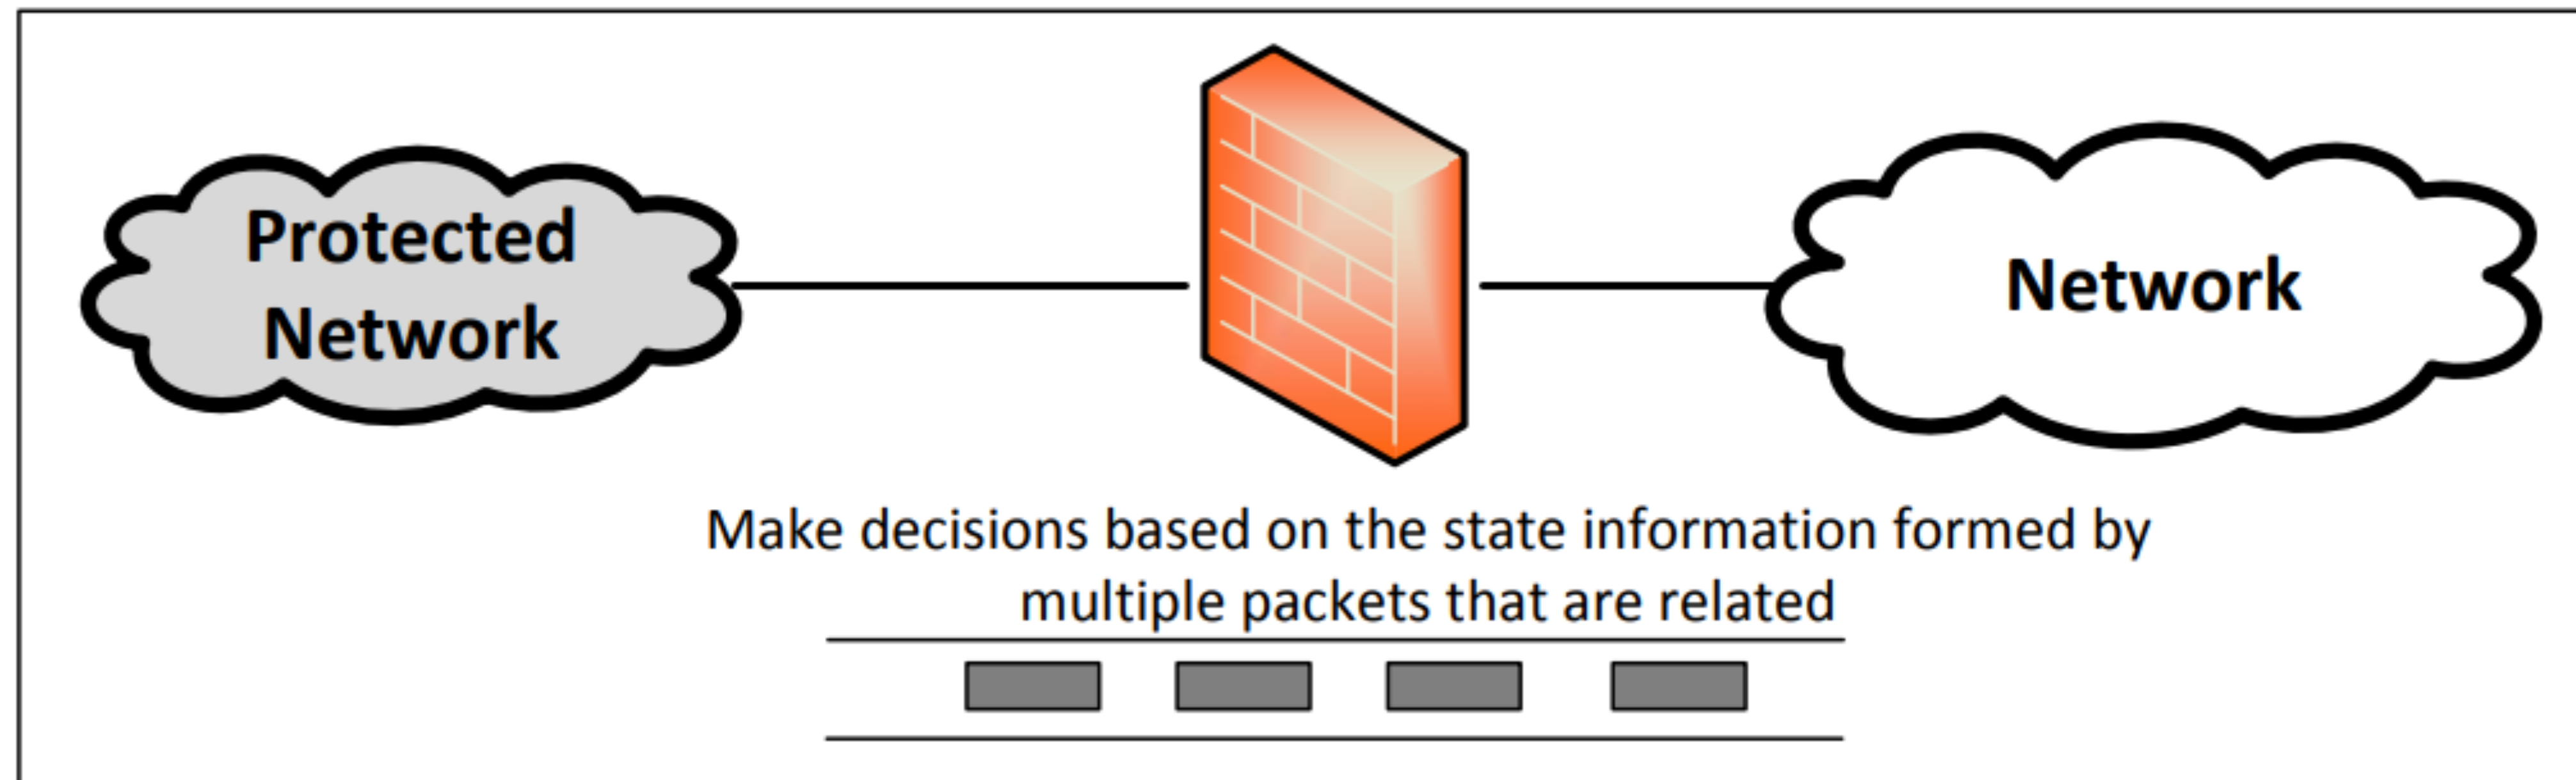 Protected
Network
Network
Make decisions based on the state information formed by
multiple packets that are related